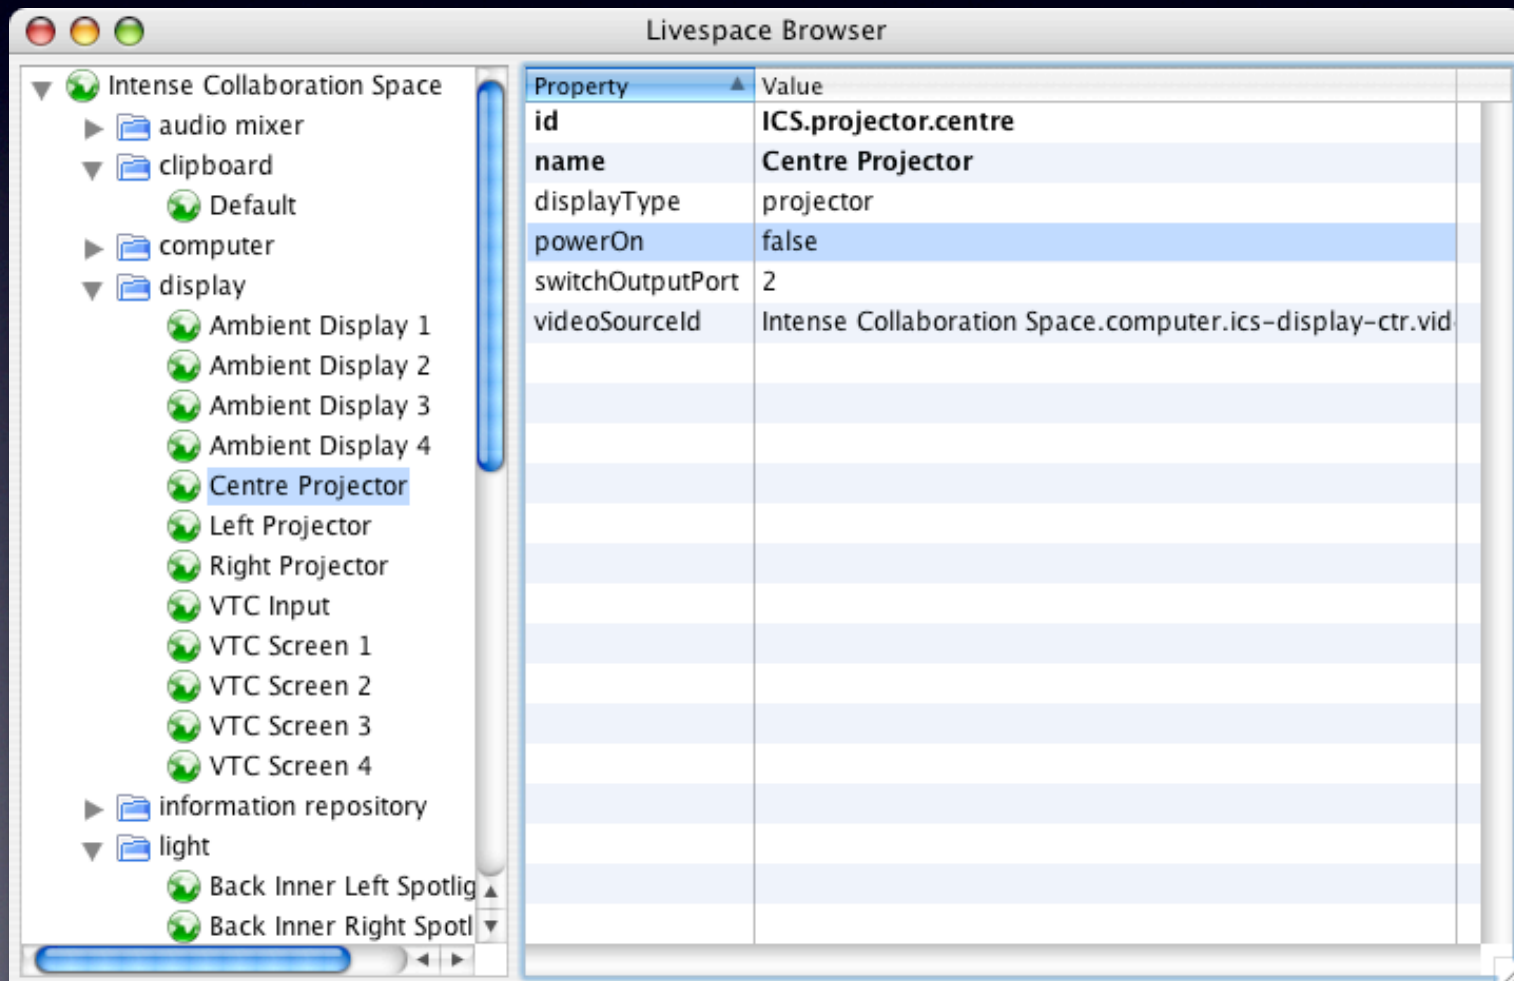 Livespace Browser
Intense Collaboration Space
audio mixer
clipboard
Default
computer
display
Ambient Display 1
Ambient Display 2
Ambient Display 3
Ambient Display 4
Centre Projector
Left Projector
Right Projector
VTC Input
VTC Screen 1
VTC Screen 2
VTC Screen 3
VTC Screen 4
information repository
light
Back Inner Left Spotlig
Back Inner Right Spotl
Property Value
id ICS.projector.centre
name Centre Projector
displayType projector
powerOn false
switchOutputPort 2
videoSourceId Intense Collaboration Space.computer.ics-display-ctr.vid